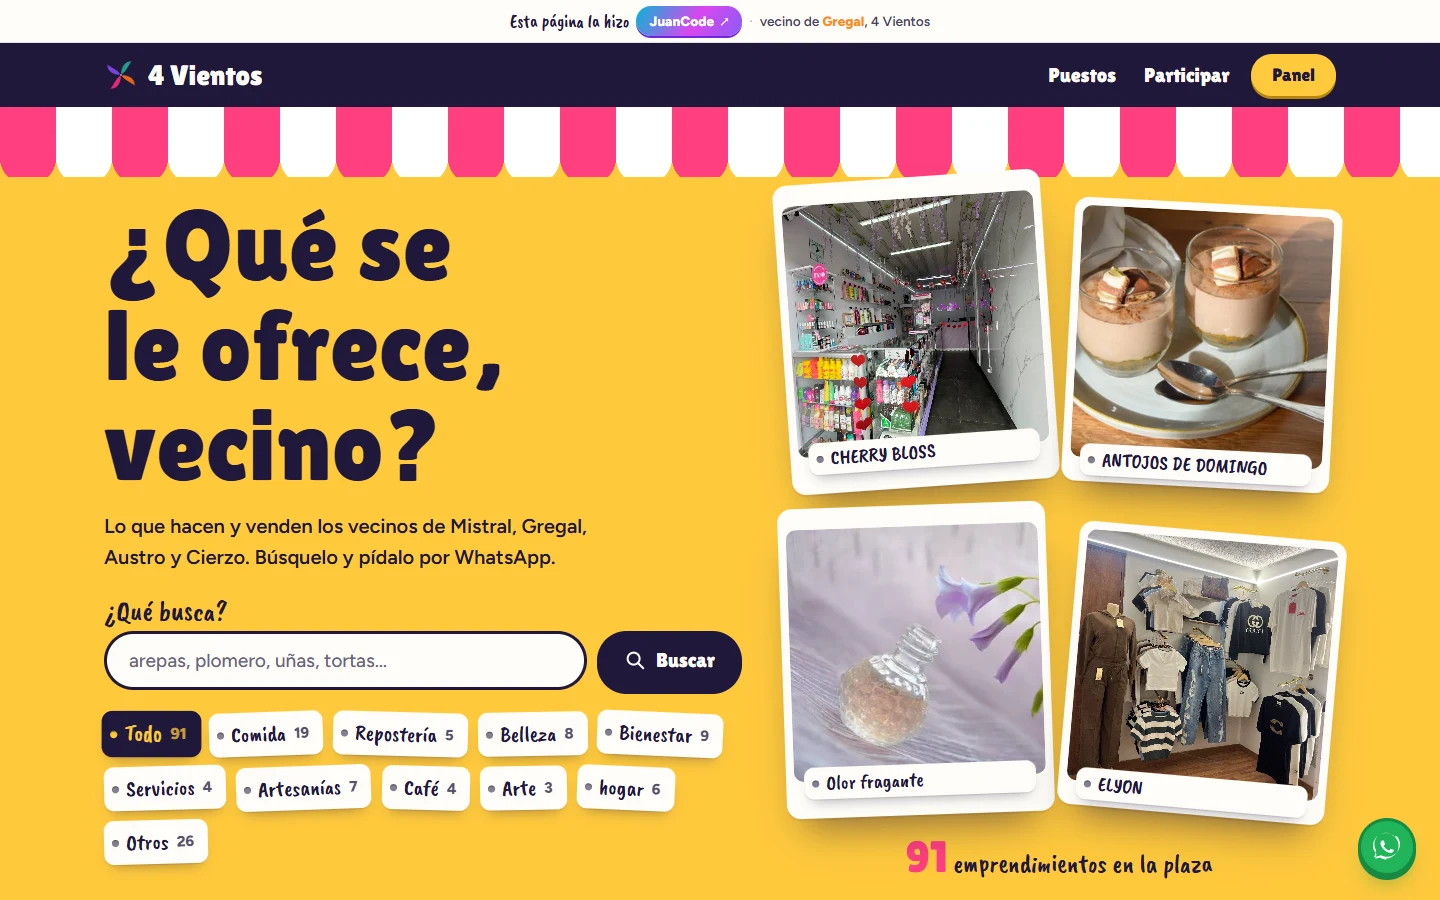 Esta página la hizo JuanCode ↗ · vecino de Gregal, 4 Vientos
4 Vientos
Puestos Participar Panel
¿Qué se
le ofrece,
vecino?
Lo que hacen y venden los vecinos de Mistral, Gregal,
Austro y Cierzo. Búsquelo y pídalo por WhatsApp.
¿Qué busca?
arepas, plomero, uñas, tortas...
Buscar
Todo 91
Comida 19
Repostería 5
Belleza 8
Bienestar 9
Servicios 4
Artesanías 7
Café 4
Arte 3
hogar 6
Otros 26
CHERRY BLOSS
ANTOJOS DE DOMINGO
Olor fragante
ELYON
91 emprendimientos en la plaza